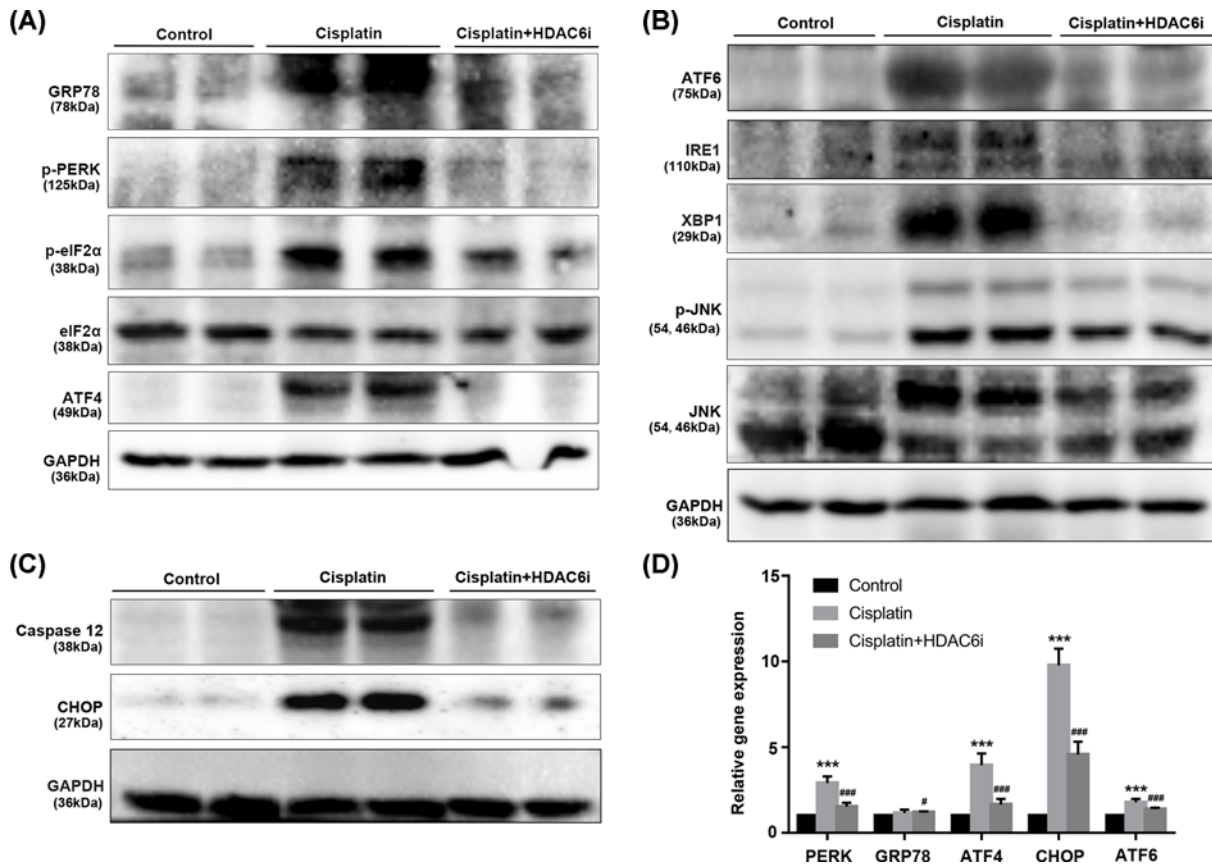 (A)
Control Cisplatin Cisplatin+HDAC6i
GRP78
(78kDa)
p-PERK
(125kDa)
p-eIF2α
(38kDa)
eIF2α
(38kDa)
ATF4
(49kDa)
GAPDH
(36kDa)
(B)
Control Cisplatin Cisplatin+HDAC6i
ATF6
(75kDa)
IRE1
(110kDa)
XBP1
(29kDa)
p-JNK
(54, 46kDa)
JNK
(54, 46kDa)
GAPDH
(36kDa)
(C)
Control Cisplatin Cisplatin+HDAC6i
Caspase 12
(38kDa)
CHOP
(27kDa)
GAPDH
(36kDa)
(D)
Relative gene expression
15
10
5
0
Control
Cisplatin
Cisplatin+HDAC6i
*** ### # *** ### *** ### *** ###
PERK GRP78 ATF4 CHOP ATF6